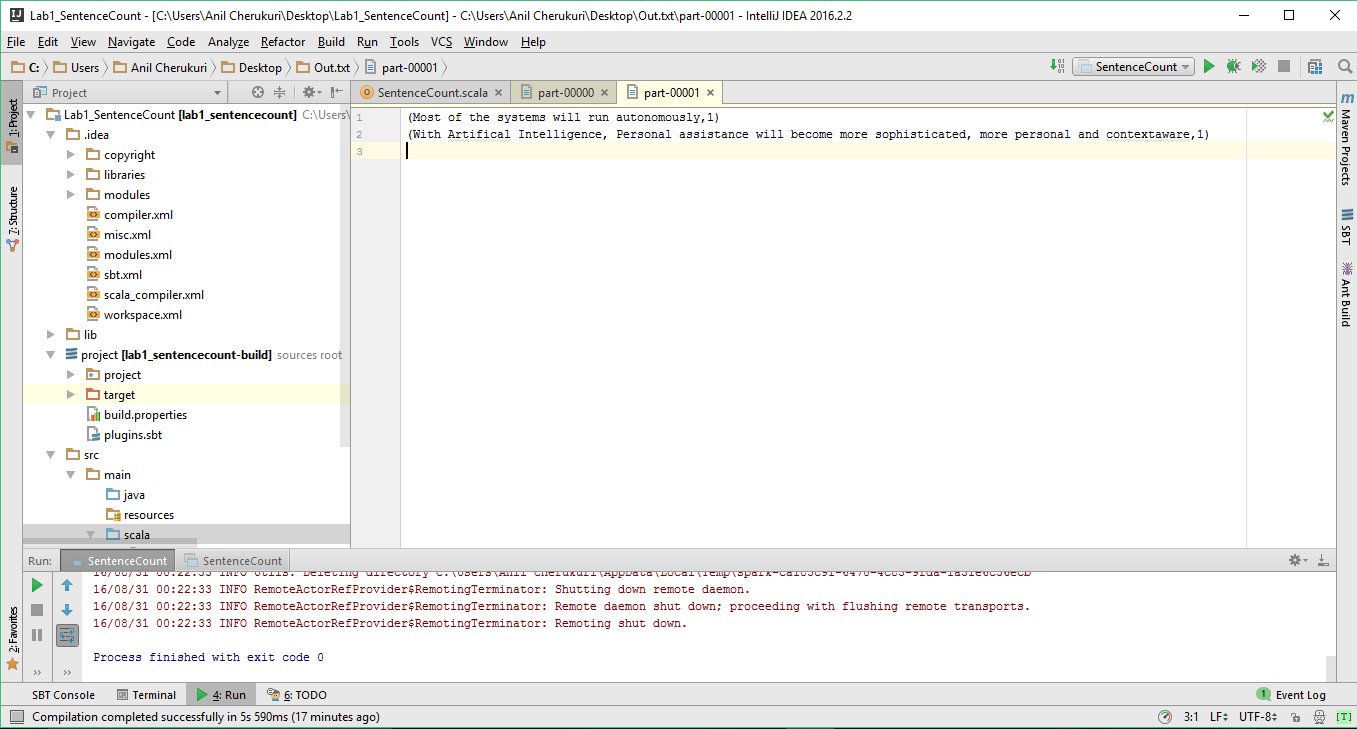 Lab1_SentenceCount - [C:\Users\Anil Cherukuri\Desktop\Lab1_SentenceCount] - C:\Users\Anil Cherukuri\Desktop\Out.txt\part-00001 - IntelliJ IDEA 2016.2.2
File Edit View Navigate Code Analyze Refactor Build Run Tools VCS Window Help
C: Users Anil Cherukuri Desktop Out.txt part-00001 SentenceCount
Project SentenceCount.scala part-00000 part-00001
1: Project
7: Structure
2: Favorites
Lab1_SentenceCount [lab1_sentencecount] C:\Users\
.idea
copyright
libraries
modules
compiler.xml
misc.xml
modules.xml
sbt.xml
scala_compiler.xml
workspace.xml
lib
project [lab1_sentencecount-build] sources root
project
target
build.properties
plugins.sbt
src
main
java
resources
scala
1 (Most of the systems will run autonomously,1)
2 (With Artifical Intelligence, Personal assistance will become more sophisticated, more personal and contextaware,1)
3
Maven Projects
SBT
Ant Build
Run: SentenceCount SentenceCount
16/08/31 00:22:33 INFO Utils: Deleting directory C:\Users\Anil Cherukuri\AppData\Local\Temp\
16/08/31 00:22:33 INFO RemoteActorRefProvider$RemotingTerminator: Shutting down remote daemon.
16/08/31 00:22:33 INFO RemoteActorRefProvider$RemotingTerminator: Remote daemon shut down; proceeding with flushing remote transports.
16/08/31 00:22:33 INFO RemoteActorRefProvider$RemotingTerminator: Remoting shut down.
Process finished with exit code 0
SBT Console Terminal 4: Run 6: TODO 1 Event Log
Compilation completed successfully in 5s 590ms (17 minutes ago) 3:1 LF UTF-8 [T]